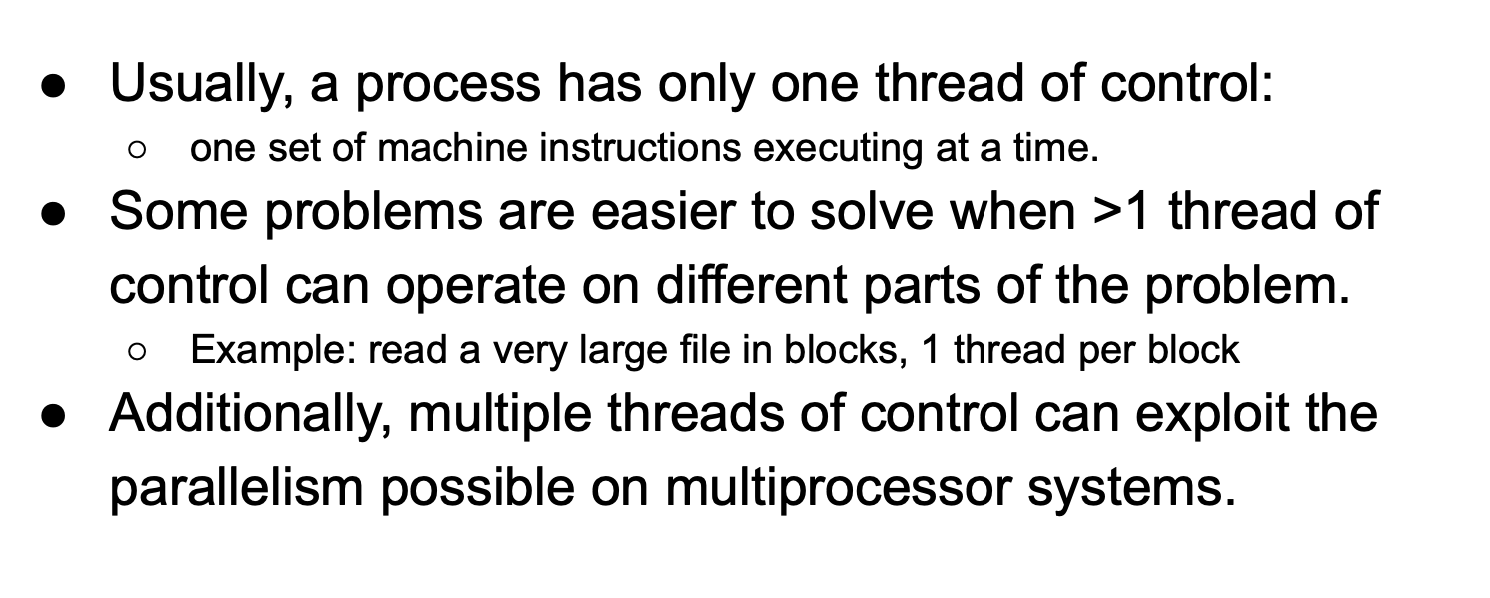 ● Usually, a process has only one thread of control:
○ one set of machine instructions executing at a time.
● Some problems are easier to solve when >1 thread of
control can operate on different parts of the problem.
○ Example: read a very large file in blocks, 1 thread per block
● Additionally, multiple threads of control can exploit the
parallelism possible on multiprocessor systems.